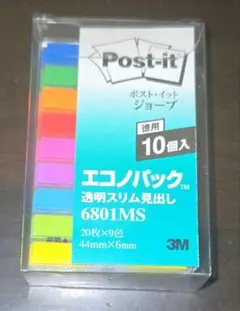 Post-it
ポスト・イット
ジョーブ
徳用
10個入
エコノパック™
透明スリム見出し
6801MS
20枚×9色
44mm×6mm
3M